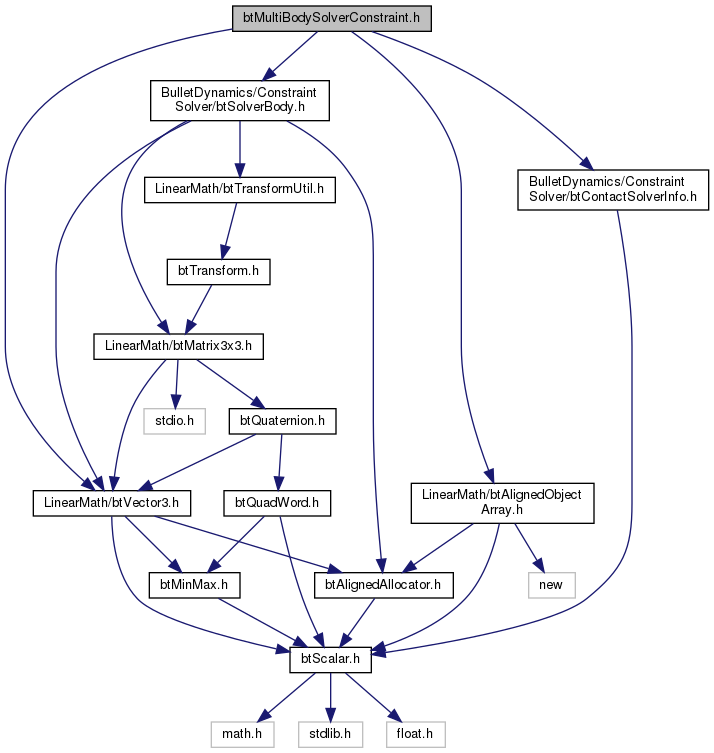 btMultiBodySolverConstraint.h
BulletDynamics/Constraint
Solver/btSolverBody.h
LinearMath/btTransformUtil.h
BulletDynamics/Constraint
Solver/btContactSolverInfo.h
btTransform.h
LinearMath/btMatrix3x3.h
stdio.h
btQuaternion.h
LinearMath/btVector3.h
btQuadWord.h
LinearMath/btAlignedObject
Array.h
btMinMax.h
btAlignedAllocator.h
new
btScalar.h
math.h
stdlib.h
float.h